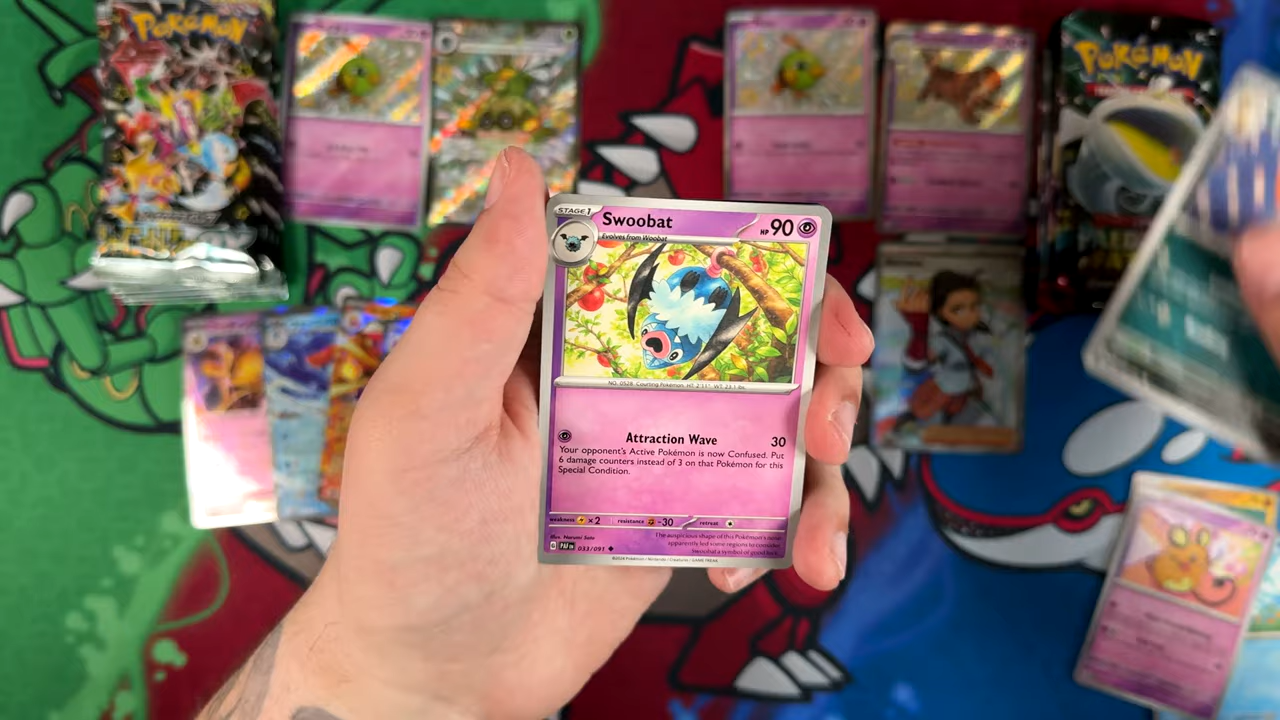 POKéMON
POKéMON
STAGE 1
Swoobat
HP 90
Evolves from Woobat
NO. 0528 Courting Pokémon HT: 2'11" WT: 23.1 lbs.
Attraction Wave 30
Your opponent's Active Pokémon is now Confused. Put
6 damage counters instead of 3 on that Pokémon for this
Special Condition.
weakness ×2 resistance -30 retreat
Illus. Narumi Sato
The auspicious shape of this Pokémon's nose
apparently led some regions to consider
Swoobat a symbol of good luck.
G PAF EN 033/091
©2024 Pokémon / Nintendo / Creatures / GAME FREAK